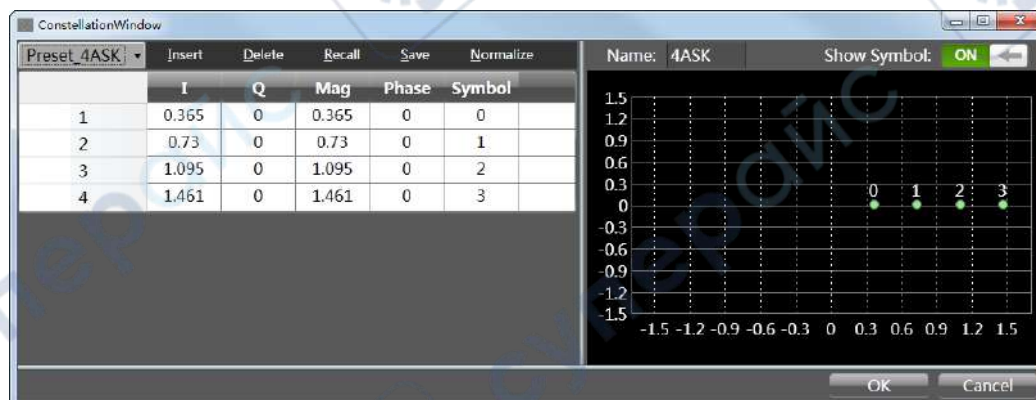 ConstellationWindow
Preset_4ASK Insert Delete Recall Save Normalize Name: 4ASK Show Symbol: ON
I Q Mag Phase Symbol
1 0.365 0 0.365 0 0
2 0.73 0 0.73 0 1
3 1.095 0 1.095 0 2
4 1.461 0 1.461 0 3
1.5
1.2
0.9
0.6
0.3
0 1 2 3
0
-0.3
-0.6
-0.9
-1.2
-1.5
-1.5 -1.2 -0.9 -0.6 -0.3 0 0.3 0.6 0.9 1.2 1.5
OK Cancel
суперайс